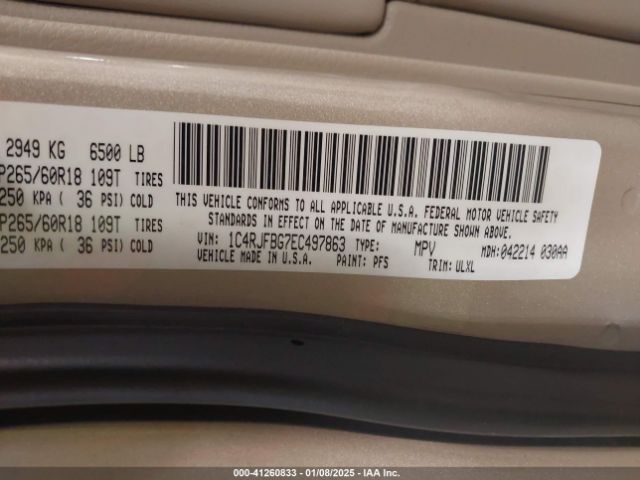 2949 KG 6500 LB
P265/60R18 109T TIRES
250 KPA ( 36 PSI) COLD
P265/60R18 109T TIRES
250 KPA ( 36 PSI) COLD
THIS VEHICLE CONFORMS TO ALL APPLICABLE U.S.A. FEDERAL MOTOR VEHICLE SAFETY
STANDARDS IN EFFECT ON THE DATE OF MANUFACTURE SHOWN ABOVE.
VIN: 1C4RJFBG7EC497863 TYPE: MPV MDH:042214 030AA
VEHICLE MADE IN U.S.A. PAINT: PFS TRIM: ULXL
000-41260833 - 01/08/2025 - IAA Inc.